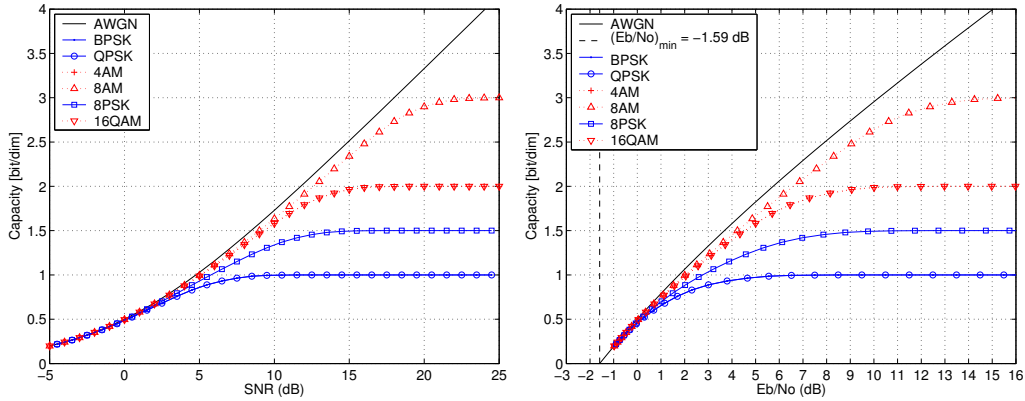 4
3.5
3
2.5
2
1.5
1
0.5
0
Capacity [bit/dim]
AWGN
BPSK
QPSK
4AM
8AM
8PSK
16QAM
−5
0
5
10
15
20
25
SNR (dB)
4
3.5
3
2.5
2
1.5
1
0.5
0
Capacity [bit/dim]
AWGN
(Eb/No)min = −1.59 dB
BPSK
QPSK
4AM
8AM
8PSK
16QAM
−3
−2
−1
0
1
2
3
4
5
6
7
8
9
10
11
12
13
14
15
16
Eb/No (dB)